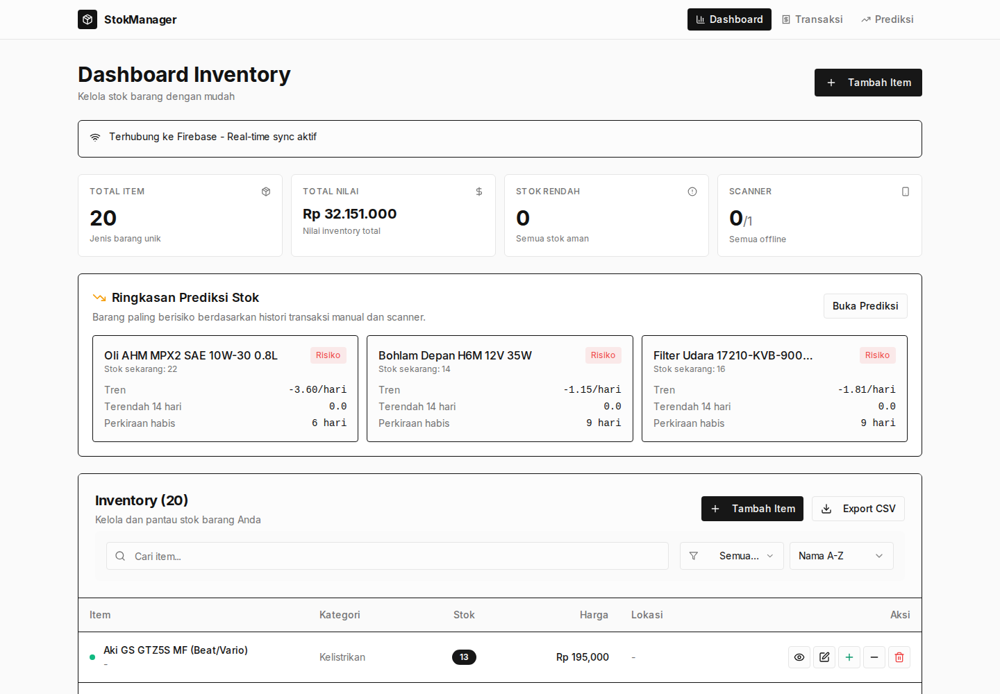 StokManager
Dashboard
Transaksi
Prediksi
Dashboard Inventory
Kelola stok barang dengan mudah
Tambah Item
Terhubung ke Firebase - Real-time sync aktif
TOTAL ITEM
20
Jenis barang unik
TOTAL NILAI
Rp 32.151.000
Nilai inventory total
STOK RENDAH
0
Semua stok aman
SCANNER
0/1
Semua offline
Ringkasan Prediksi Stok
Barang paling berisiko berdasarkan histori transaksi manual dan scanner.
Buka Prediksi
Oli AHM MPX2 SAE 10W-30 0.8L
Risiko
Stok sekarang: 22
Tren -3.60/hari
Terendah 14 hari 0.0
Perkiraan habis 6 hari
Bohlam Depan H6M 12V 35W
Risiko
Stok sekarang: 14
Tren -1.15/hari
Terendah 14 hari 0.0
Perkiraan habis 9 hari
Filter Udara 17210-KVB-900...
Risiko
Stok sekarang: 16
Tren -1.81/hari
Terendah 14 hari 0.0
Perkiraan habis 9 hari
Inventory (20)
Kelola dan pantau stok barang Anda
Tambah Item
Export CSV
Cari item...
Semua...
Nama A-Z
Item Kategori Stok Harga Lokasi Aksi
Aki GS GTZ5S MF (Beat/Vario)
-
Kelistrikan 13 Rp 195,000 -